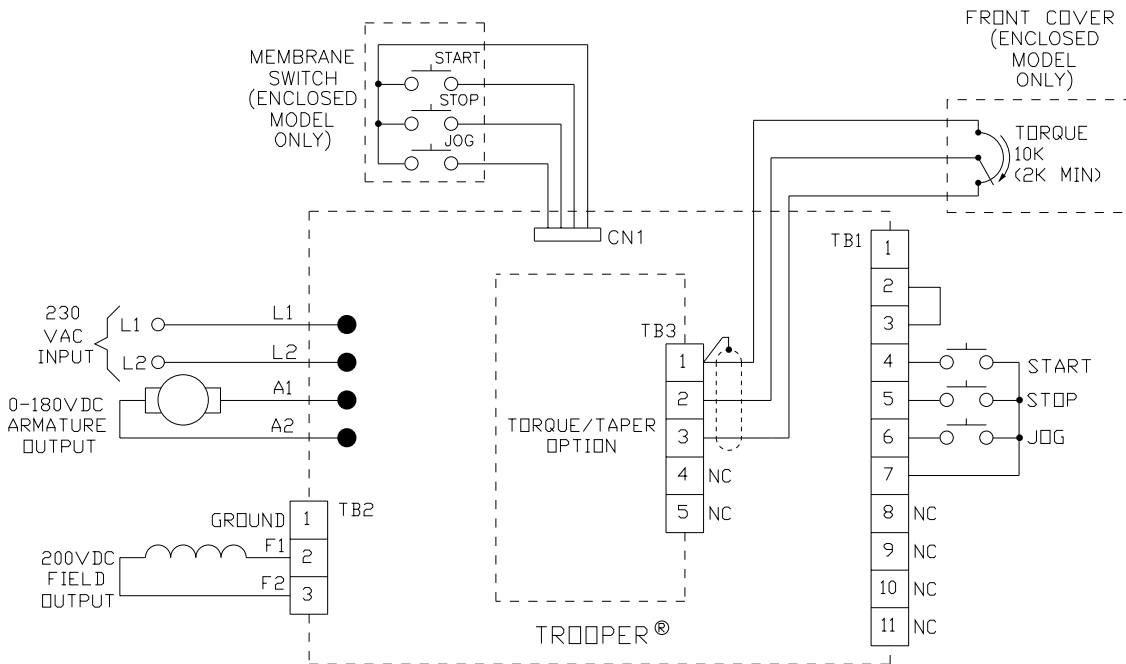 FRONT COVER
(ENCLOSED
MODEL
ONLY)
MEMBRANE
SWITCH
(ENCLOSED
MODEL
ONLY)
START
STOP
JOG
TORQUE
10K
(2K MIN)
CN1
TB1
1
2
3
4
5
6
7
8 NC
9 NC
10 NC
11 NC
START
STOP
JOG
230
VAC
INPUT
L1
L2
L1
L2
A1
A2
0-180VDC
ARMATURE
OUTPUT
TB3
1
2
3
4 NC
5 NC
TORQUE/TAPER
OPTION
TB2
GROUND 1
F1 2
F2 3
200VDC
FIELD
OUTPUT
TROOPER®